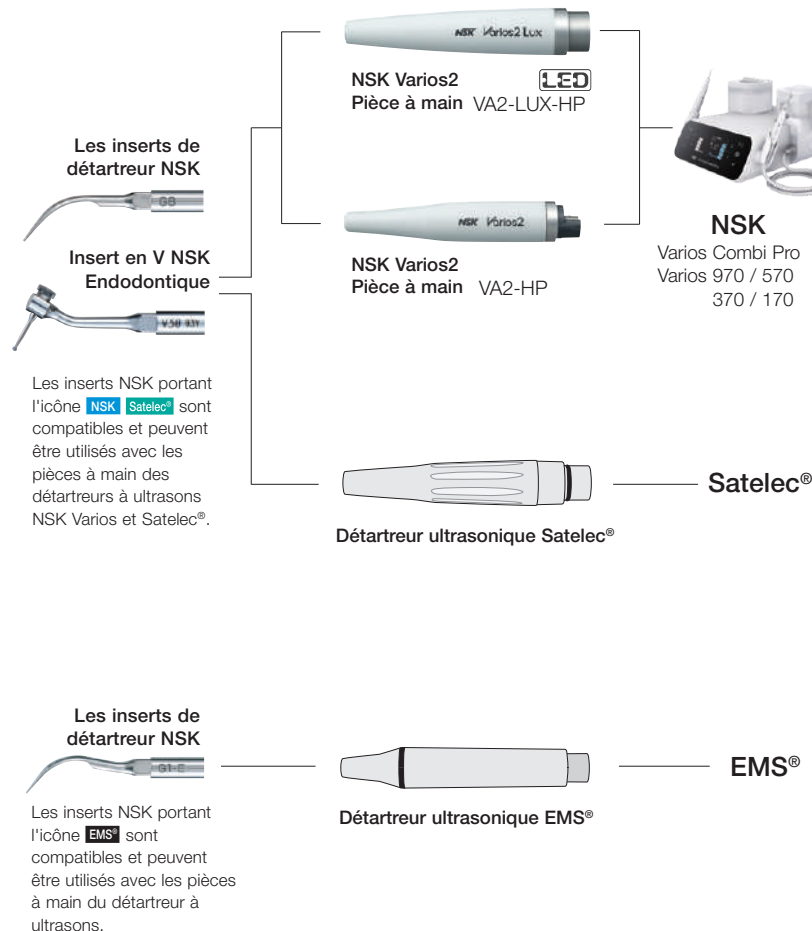 NSK Varios2 Lux
NSK Varios2 LED
Pièce à main VA2-LUX-HP
Les inserts de
détartreur NSK
G8
NSK Varios2
NSK
Varios Combi Pro
Varios 970 / 570
370 / 170
Insert en V NSK
Endodontique
NSK Varios2
Pièce à main VA2-HP
Les inserts NSK portant
l'icône NSK Satelec® sont
compatibles et peuvent
être utilisés avec les
pièces à main des
détartreurs à ultrasons
NSK Varios et Satelec®.
Satelec®
Détartreur ultrasonique Satelec®
Les inserts de
détartreur NSK
G1-E
EMS®
Détartreur ultrasonique EMS®
Les inserts NSK portant
l'icône EMS® sont
compatibles et peuvent
être utilisés avec les pièces
à main du détartreur à
ultrasons.